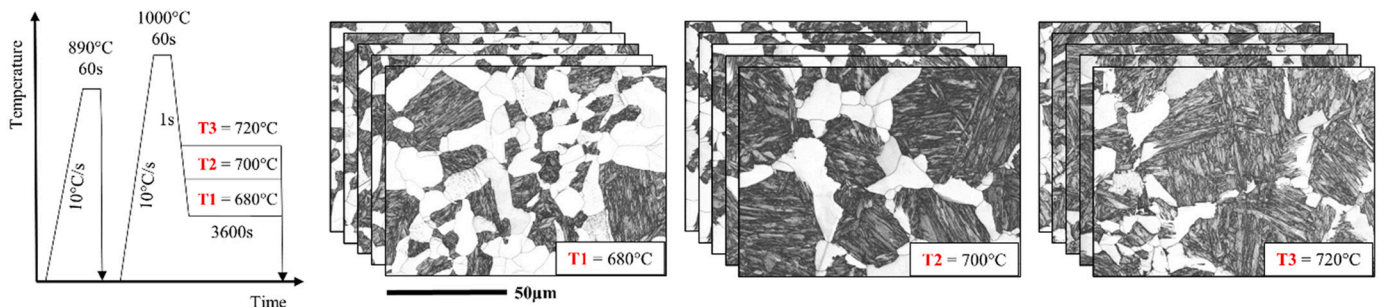 Temperature
890°C
60s
10°C/s
1000°C
60s
1s
10°C/s
T3 = 720°C
T2 = 700°C
T1 = 680°C
3600s
Time
T1 = 680°C
50μm
T2 = 700°C
T3 = 720°C